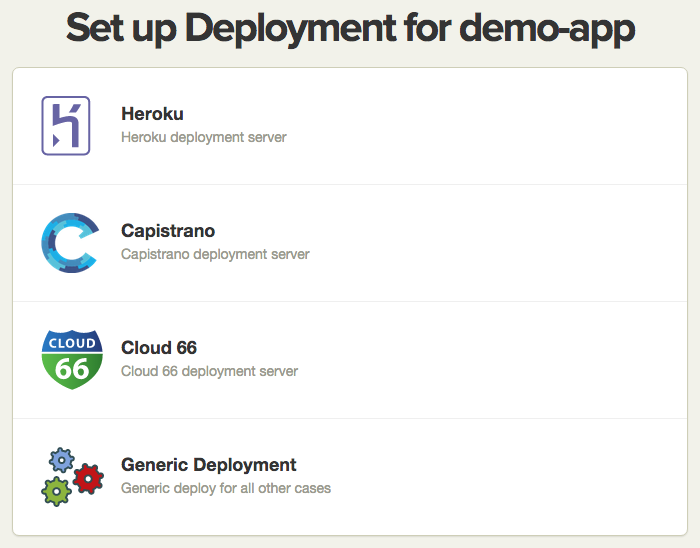 Set up Deployment for demo-app
Heroku
Heroku deployment server
Capistrano
Capistrano deployment server
CLOUD
66
Cloud 66
Cloud 66 deployment server
Generic Deployment
Generic deploy for all other cases